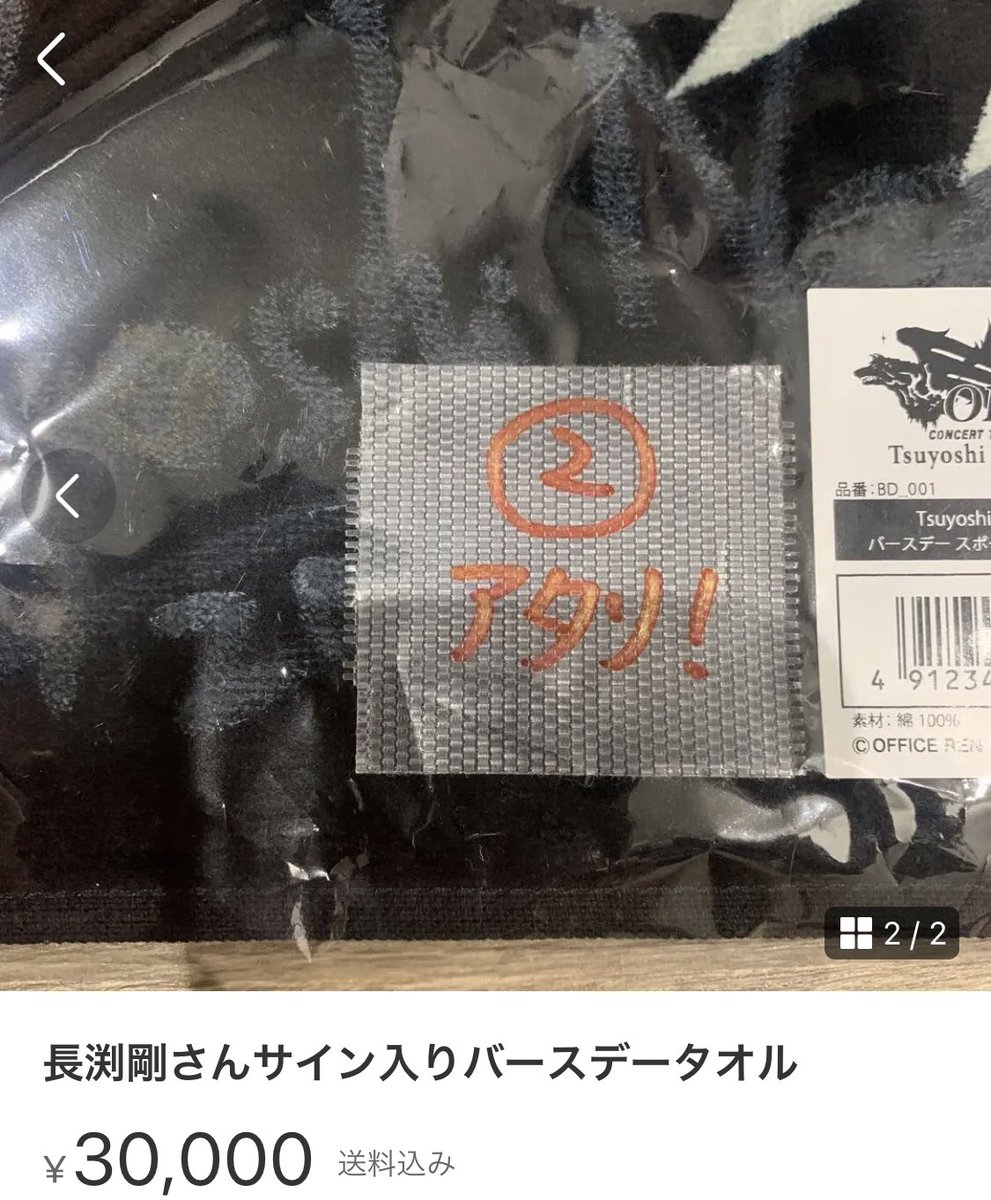 ②
アタリ!
CONCERT
Tsuyoshi
品番:BD_001
Tsuyoshi
バースデー
4 91234
素材: 綿 100%
©OFFICE REN
2 / 2
長渕剛さんサイン入りバースデータオル
¥30,000 送料込み